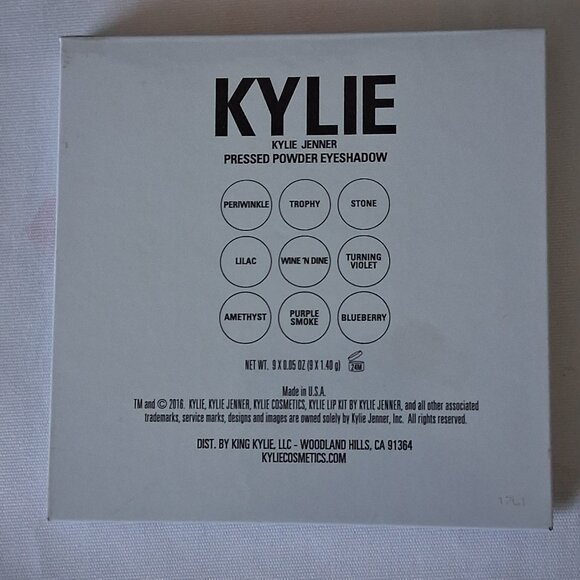 KYLIE
KYLIE JENNER
PRESSED POWDER EYESHADOW
PERIWINKLE TROPHY STONE
LILAC WINE 'N DINE TURNING VIOLET
AMETHYST PURPLE SMOKE BLUEBERRY
NET WT. 9 X 0.05 OZ (9 X 1.40 g) 24M
Made in U.S.A.
TM and © 2016. KYLIE, KYLIE JENNER, KYLIE COSMETICS, KYLIE LIP KIT BY KYLIE JENNER, and all other associated
trademarks, service marks, designs and images are owned solely by Kylie Jenner, Inc. All rights reserved.
DIST. BY KING KYLIE, LLC - WOODLAND HILLS, CA 91364
KYLIECOSMETICS.COM